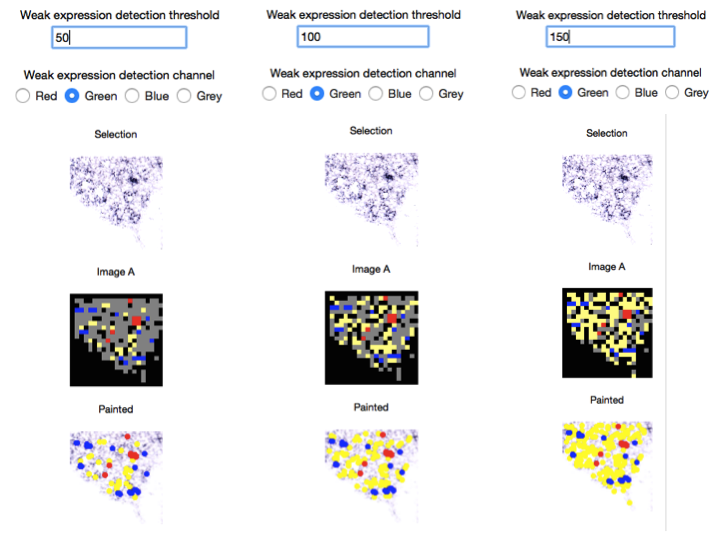 Weak expression detection threshold
50
Weak expression detection channel
Red Green Blue Grey
Selection
Image A
Painted
Weak expression detection threshold
100
Weak expression detection channel
Red Green Blue Grey
Selection
Image A
Painted
Weak expression detection threshold
150
Weak expression detection channel
Red Green Blue Grey
Selection
Image A
Painted